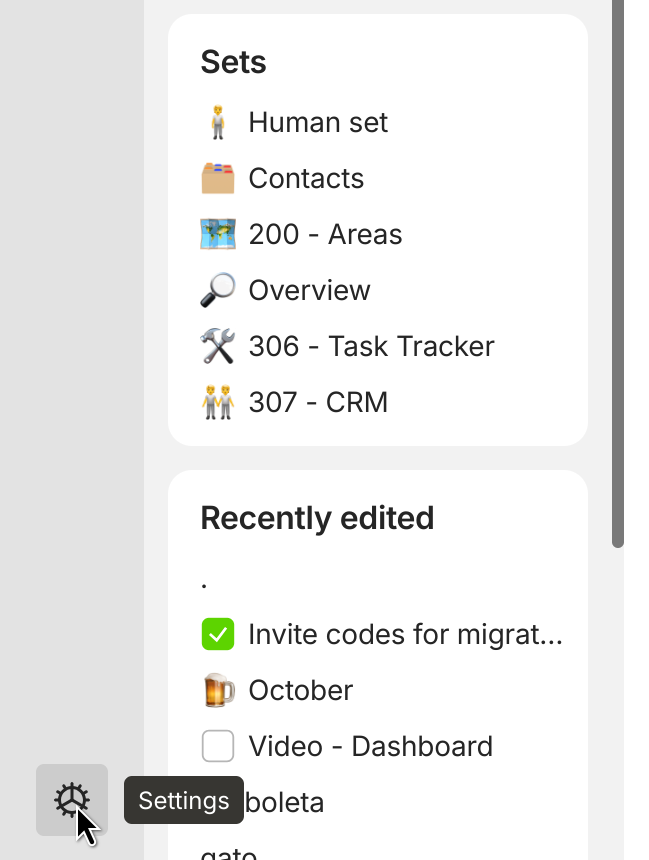 Sets
Human set
Contacts
200 - Areas
Overview
306 - Task Tracker
307 - CRM
Recently edited
.
Invite codes for migrat...
October
Video - Dashboard
Settings
boleta
gato